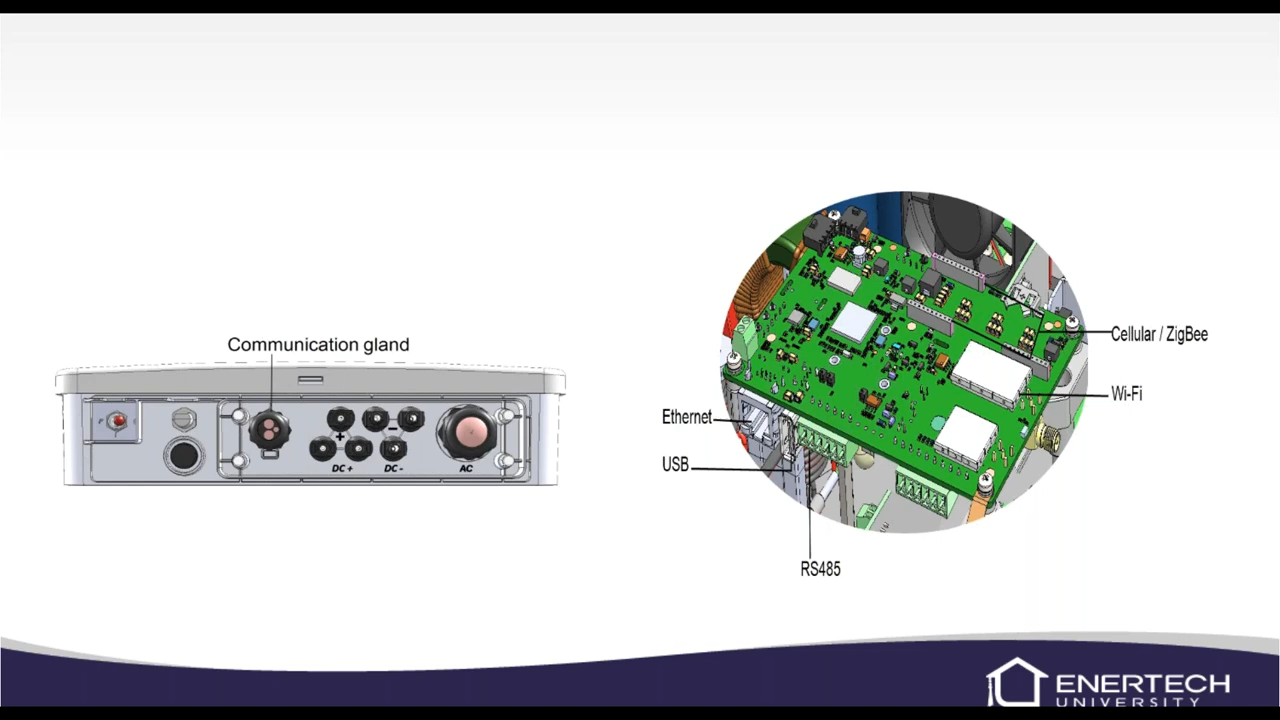 Communication gland
+
–
DC +
DC -
AC
Cellular / ZigBee
Wi-Fi
Ethernet
USB
RS485
ENERTECH
UNIVERSITY